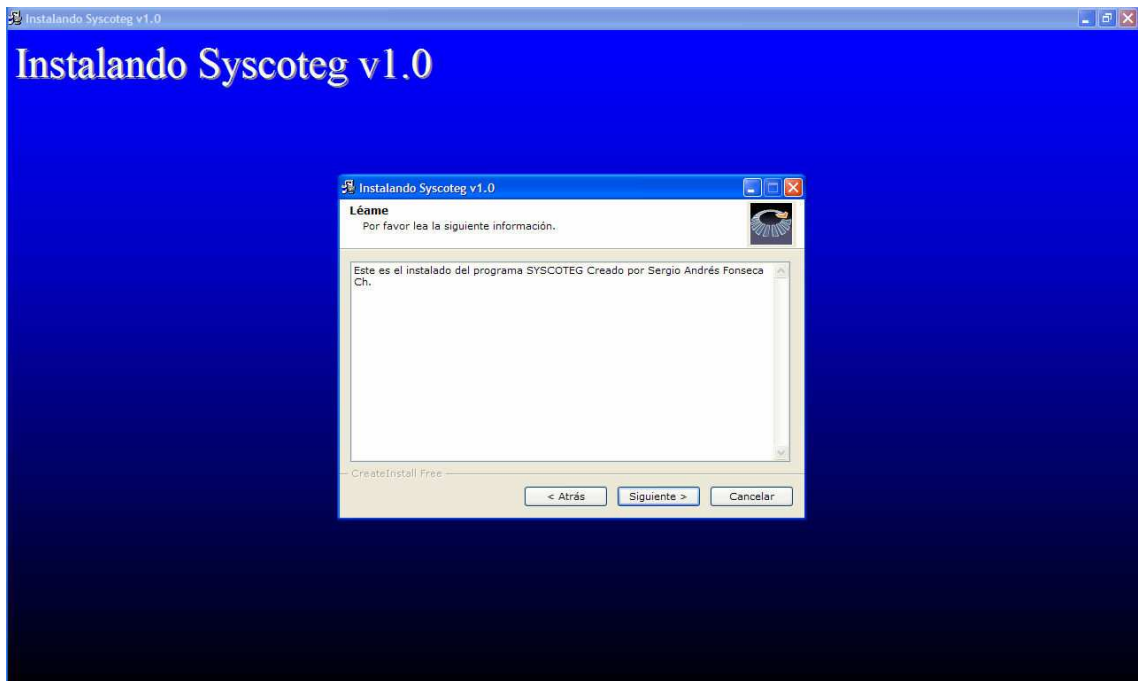 Instalando Syscoteg v1.0
Instalando Syscoteg v1.0
Instalando Syscoteg v1.0
Léame
Por favor lea la siguiente información.
Este es el instalado del programa SYSCOTEG Creado por Sergio Andrés Fonseca
Ch.
CreateInstall Free
< Atrás
Siguiente >
Cancelar